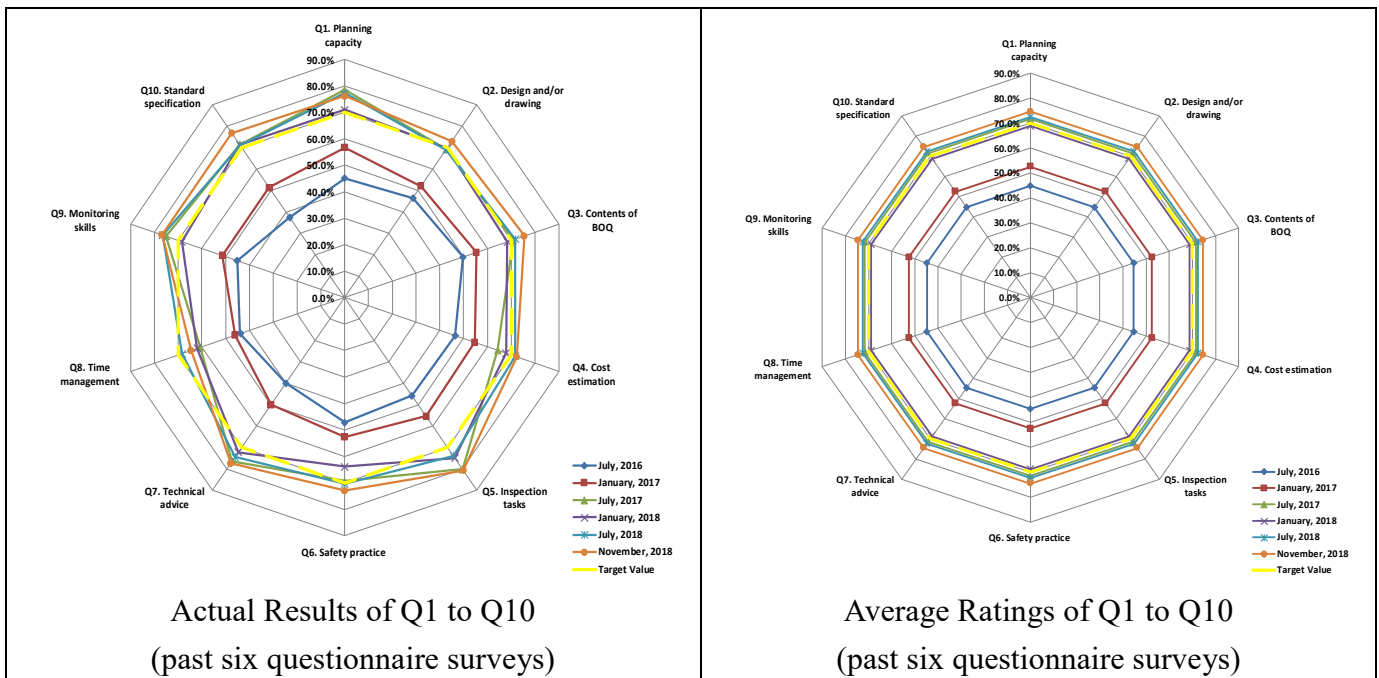 Q1. Planning
capacity
90.0%
80.0%
70.0%
60.0%
50.0%
40.0%
30.0%
20.0%
10.0%
0.0%
Q2. Design and/or
drawing
Q3. Contents of
BOQ
Q4. Cost
estimation
Q5. Inspection
tasks
Q6. Safety practice
Q7. Technical
advice
Q8. Time
management
Q9. Monitoring
skills
Q10. Standard
specification
July, 2016
January, 2017
July, 2017
January, 2018
July, 2018
November, 2018
Target Value
Actual Results of Q1 to Q10
(past six questionnaire surveys)
Q1. Planning
capacity
90.0%
80.0%
70.0%
60.0%
50.0%
40.0%
30.0%
20.0%
10.0%
0.0%
Q2. Design and/or
drawing
Q3. Contents of
BOQ
Q4. Cost estimation
Q5. Inspection
tasks
Q6. Safety practice
Q7. Technical
advice
Q8. Time
management
Q9. Monitoring
skills
Q10. Standard
specification
July, 2016
January, 2017
July, 2017
January, 2018
July, 2018
November, 2018
Target Value
Average Ratings of Q1 to Q10
(past six questionnaire surveys)